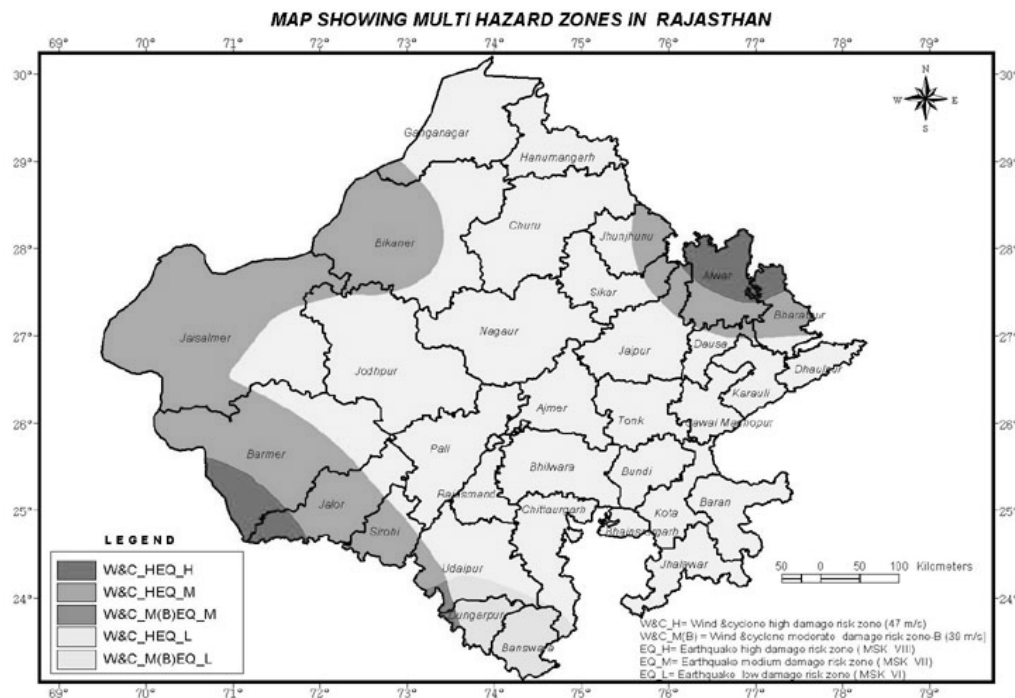 MAP SHOWING MULTI HAZARD ZONES IN RAJASTHAN
69° 70° 71° 72° 73° 74° 75° 76° 77° 78° 79°
30° 30°
N
W E
S
Ganganagar
29° 29°
Hanumangarh
Churu
Jhunjhunu
28° 28°
Bikaner
Alwar
Sikar
Bharatpur
27° 27°
Jaisalmer
Nagaur
Jaipur
Dausa
Jodhpur
Dhaulpur
Karauli
26° 26°
Ajmer
Tonk
Sawai Madhopur
Barmer
Pali
Bhilwara
Bundi
25° 25°
Jalor
Rajasmand
Chittaurgarh
Kota
Baran
Sirohi
LEGEND
W&C_HEQ_H
W&C_HEQ_M
W&C_M(B)EQ_M
W&C_HEQ_L
W&C_M(B)EQ_L
Udaipur
Jhalawar
50 0 50 100 Kilometers
24° 24°
Dungarpur
Banswara
W&C_H= Wind &cyclone high damage risk zone (47 m/s)
W&C_M(B) = Wind &cyclone moderate damage risk zone-B (39 m/s)
EQ_H= Earthquake high damage risk zone ( MSK VIII)
EQ_M= Earthquake medium damage risk zone ( MSK VII)
EQ_L= Earthquake low damage risk zone ( MSK VI)
69° 70° 71° 72° 73° 74° 75° 76° 77° 78° 79°